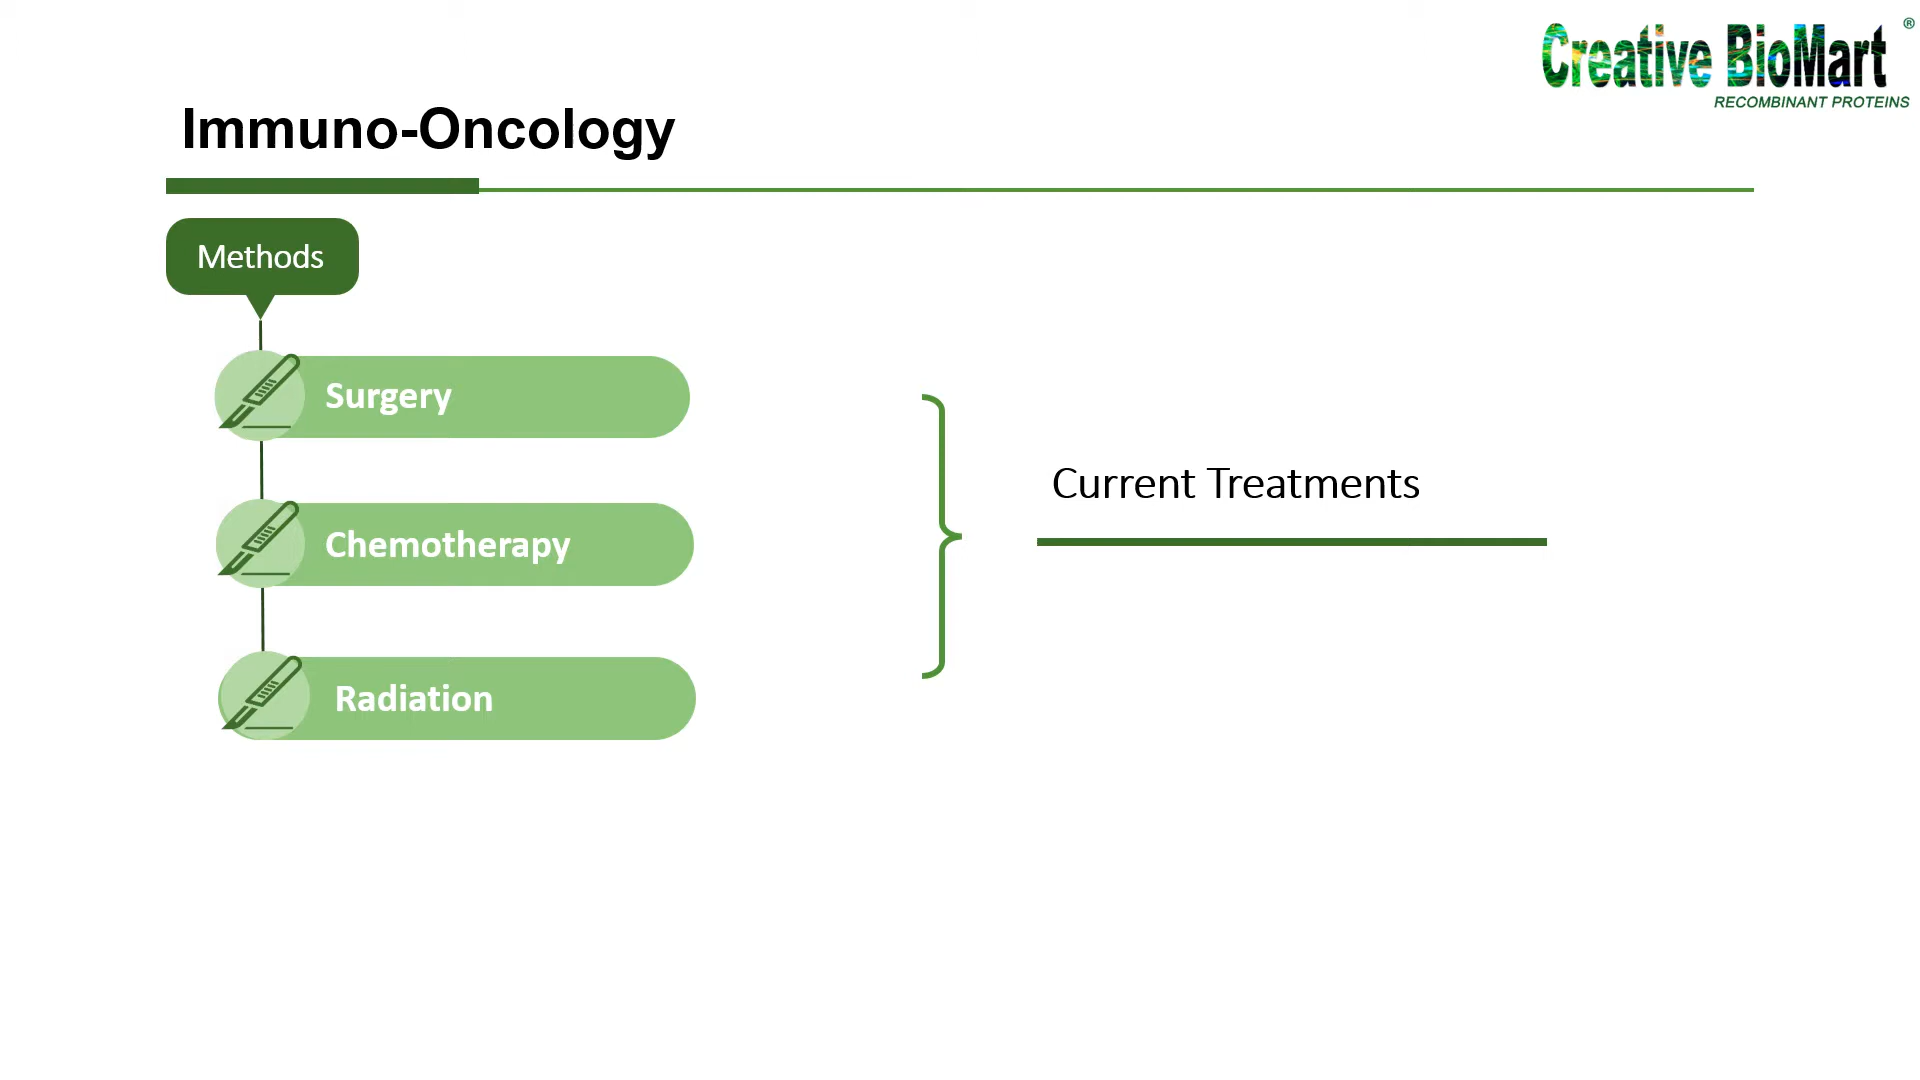 Creative BioMart ®
RECOMBINANT PROTEINS
Immuno-Oncology
Methods
Surgery
Chemotherapy
Radiation
Current Treatments